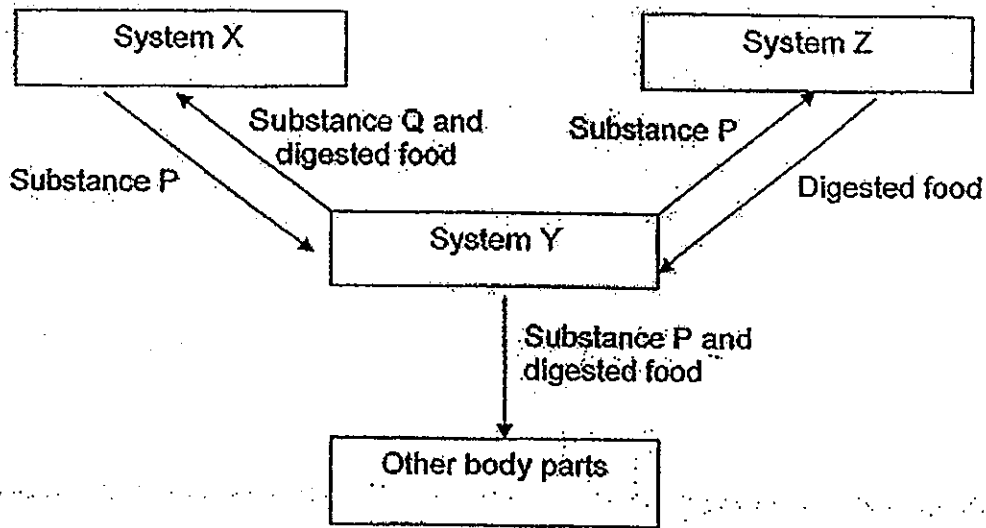 System X
System Z
Substance Q and
digested food
Substance P
Substance P
Digested food
System Y
Substance P and
digested food
Other body parts